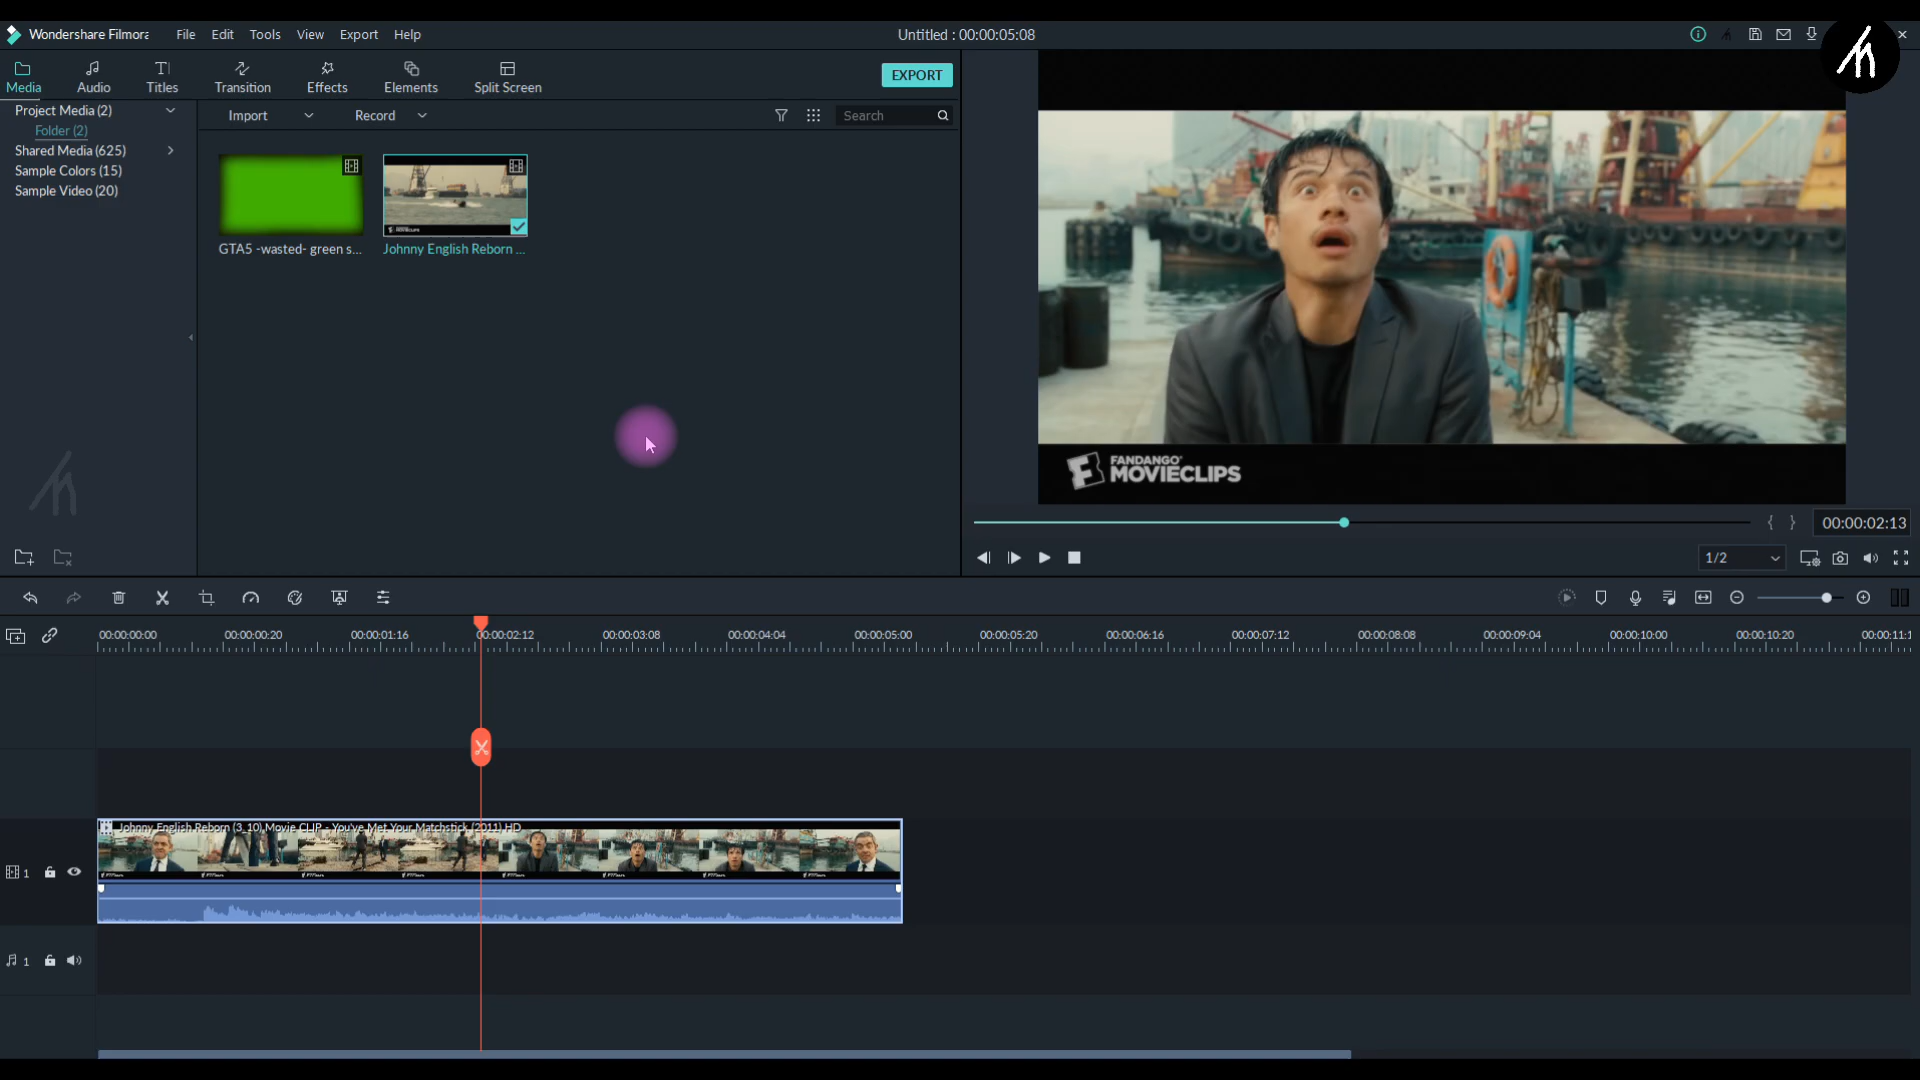 Wondershare Filmora
File Edit Tools View Export Help
Untitled : 00:00:05:08
Media Audio Titles Transition Effects Elements Split Screen
EXPORT
Project Media (2)
Folder (2)
Shared Media (625)
Sample Colors (15)
Sample Video (20)
Import Record Search
GTA5 -wasted- green s...
Johnny English Reborn ...
FANDANGO
MOVIECLIPS
00:00:02:13
1/2
00:00:00:00 00:00:00:20 00:00:01:16 00:00:02:12 00:00:03:08 00:00:04:04 00:00:05:00 00:00:05:20 00:00:06:16 00:00:07:12 00:00:08:08 00:00:09:04 00:00:10:00 00:00:10:20 00:00:11:1
Johnny English Reborn (3_10) Movie CLIP - You've Met Your Matchstick (2011) HD
1
1